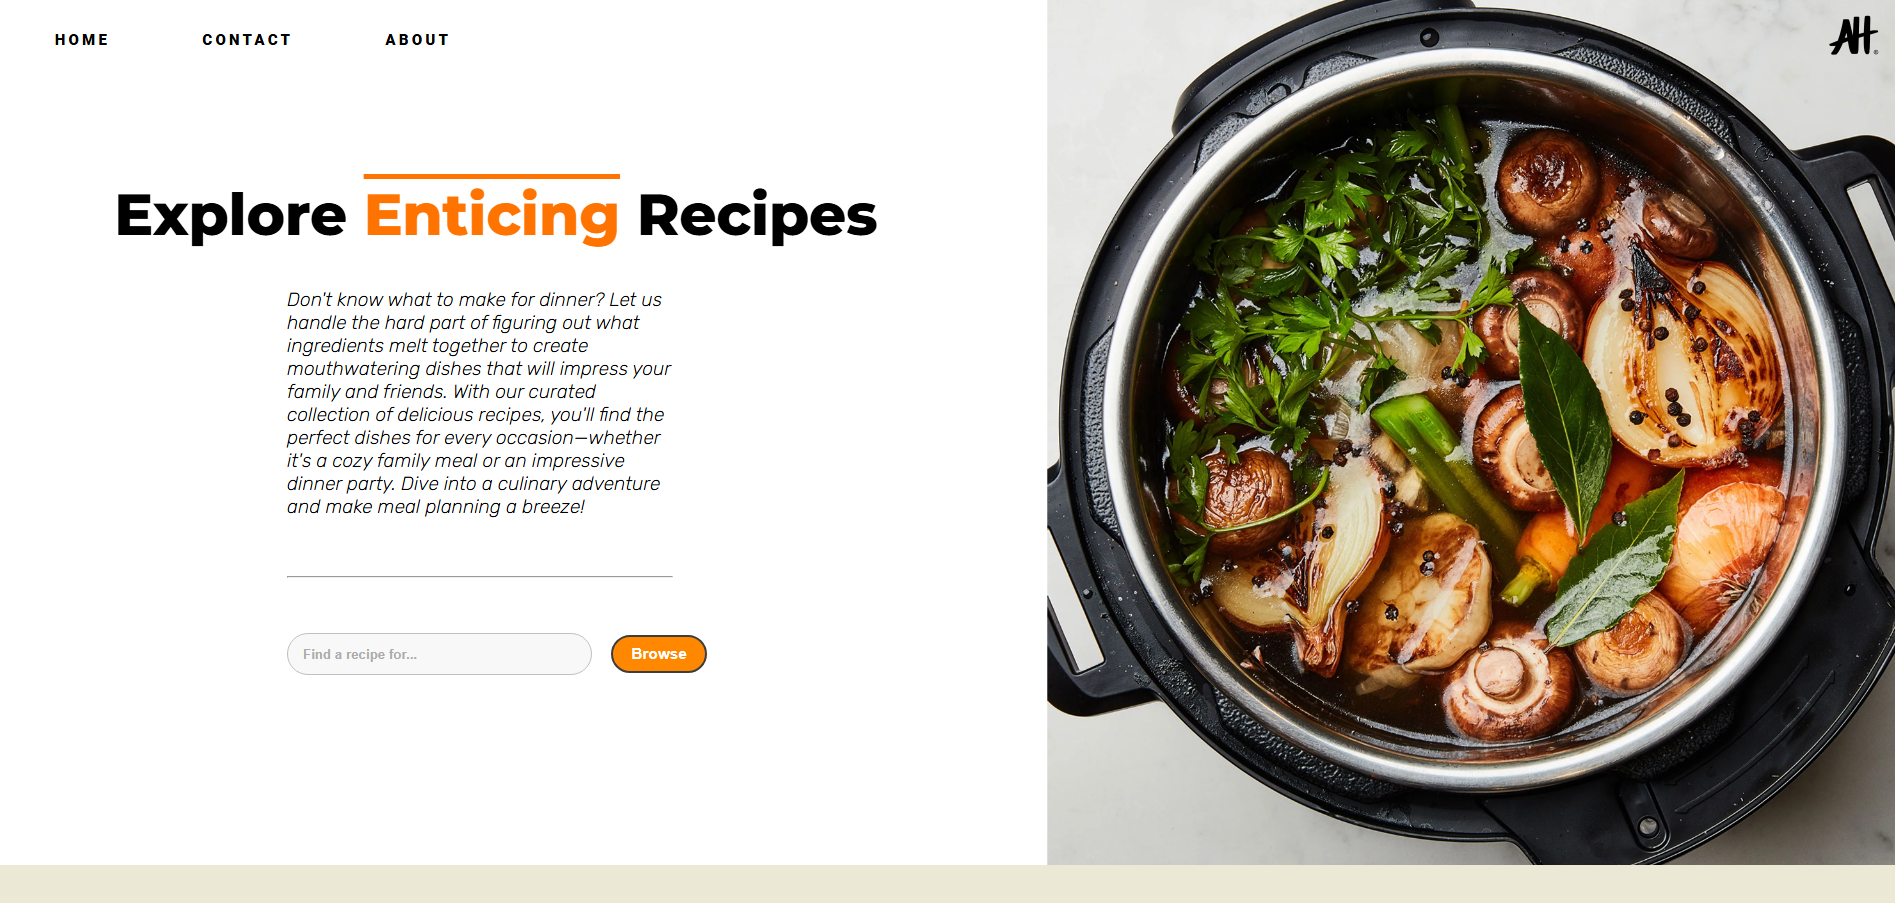 HOME CONTACT ABOUT
AH
Explore Enticing Recipes
Don't know what to make for dinner? Let us
handle the hard part of figuring out what
ingredients melt together to create
mouthwatering dishes that will impress your
family and friends. With our curated
collection of delicious recipes, you'll find the
perfect dishes for every occasion—whether
it's a cozy family meal or an impressive
dinner party. Dive into a culinary adventure
and make meal planning a breeze!
Find a recipe for... Browse